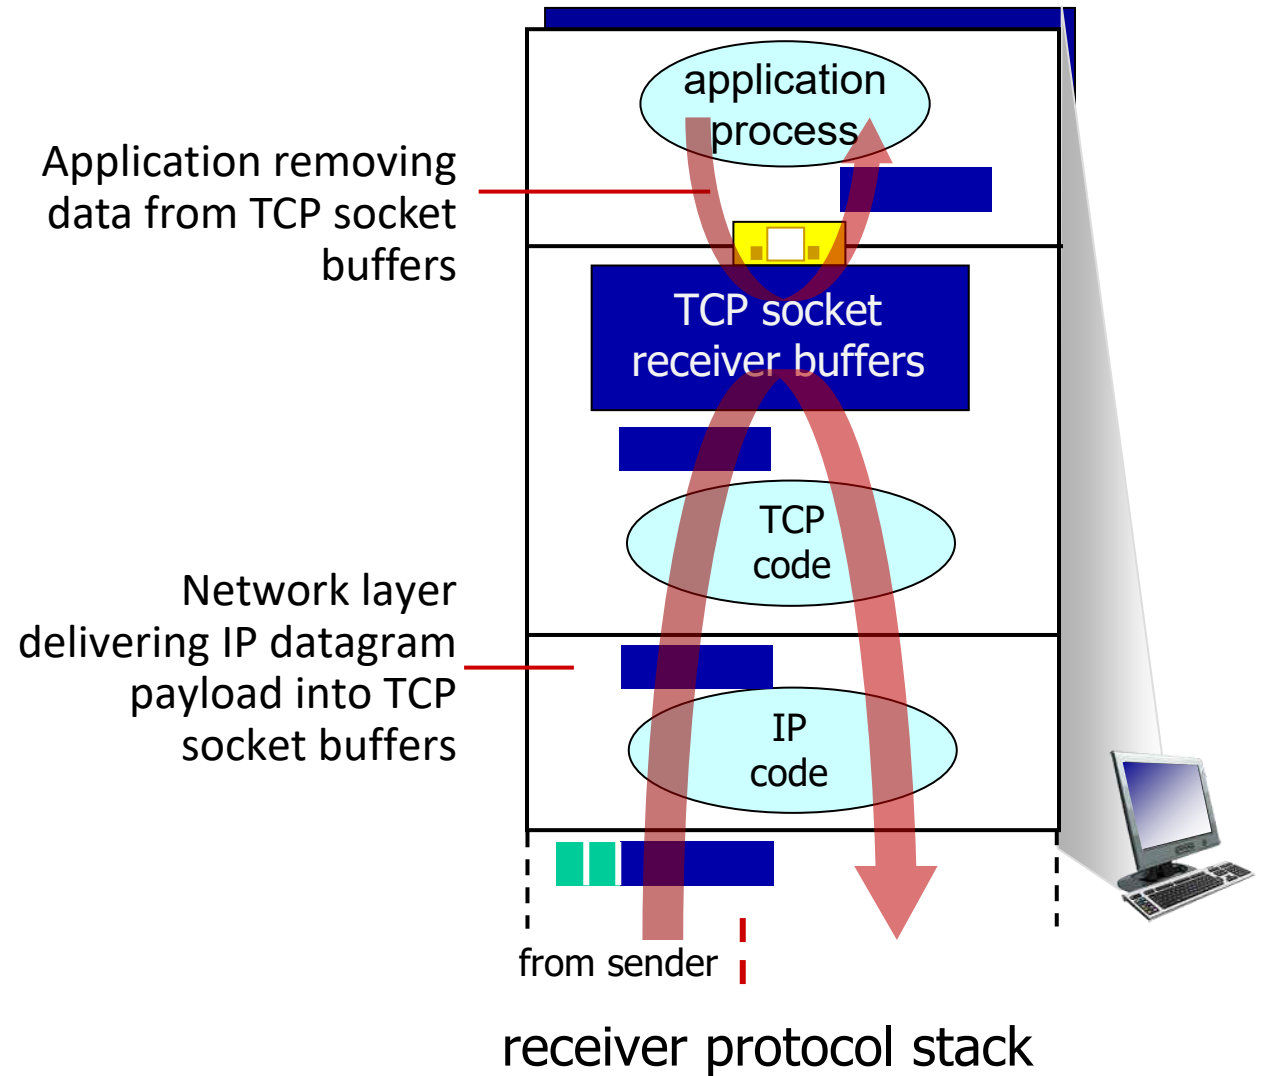 application
process
Application removing
data from TCP socket
buffers
TCP socket
receiver buffers
TCP
code
Network layer
delivering IP datagram
payload into TCP
socket buffers
IP
code
from sender
receiver protocol stack